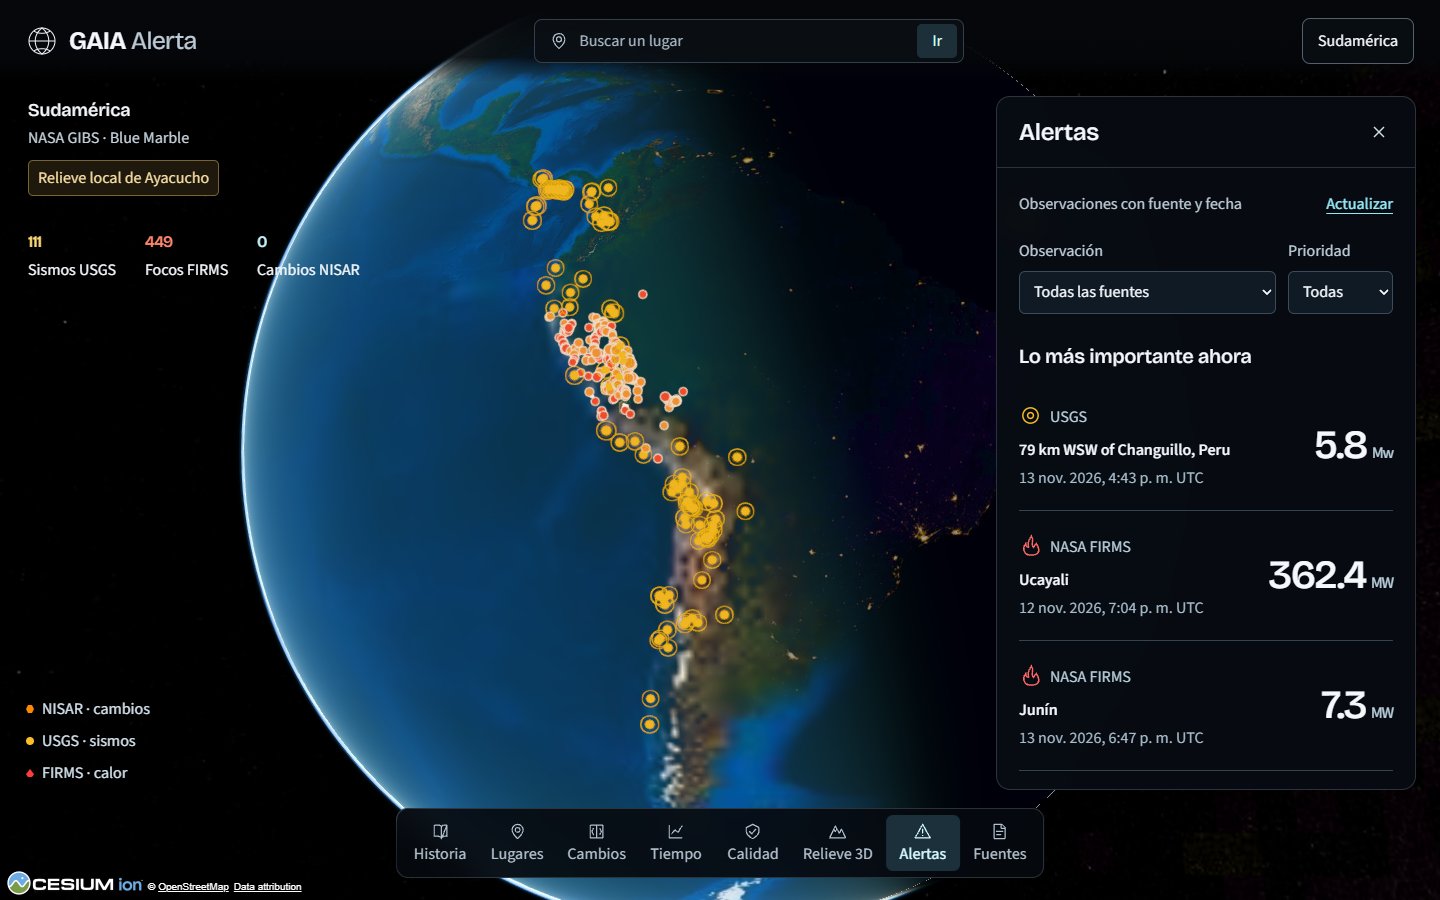 GAIA Alerta
Buscar un lugar
Ir
Sudamérica
Sudamérica
NASA GIBS · Blue Marble
Relieve local de Ayacucho
111
Sismos USGS
449
Focos FIRMS
0
Cambios NISAR
Alertas
Observaciones con fuente y fecha
Actualizar
Observación
Prioridad
Todas las fuentes
Todas
Lo más importante ahora
USGS
79 km WSW of Changuillo, Peru
5.8 Mw
13 nov. 2026, 4:43 p. m. UTC
NASA FIRMS
Ucayali
362.4 MW
12 nov. 2026, 7:04 p. m. UTC
NASA FIRMS
Junín
7.3 MW
13 nov. 2026, 6:47 p. m. UTC
NISAR · cambios
USGS · sismos
FIRMS · calor
Historia
Lugares
Cambios
Tiempo
Calidad
Relieve 3D
Alertas
Fuentes
CESIUM ion
© OpenStreetMap Data attribution